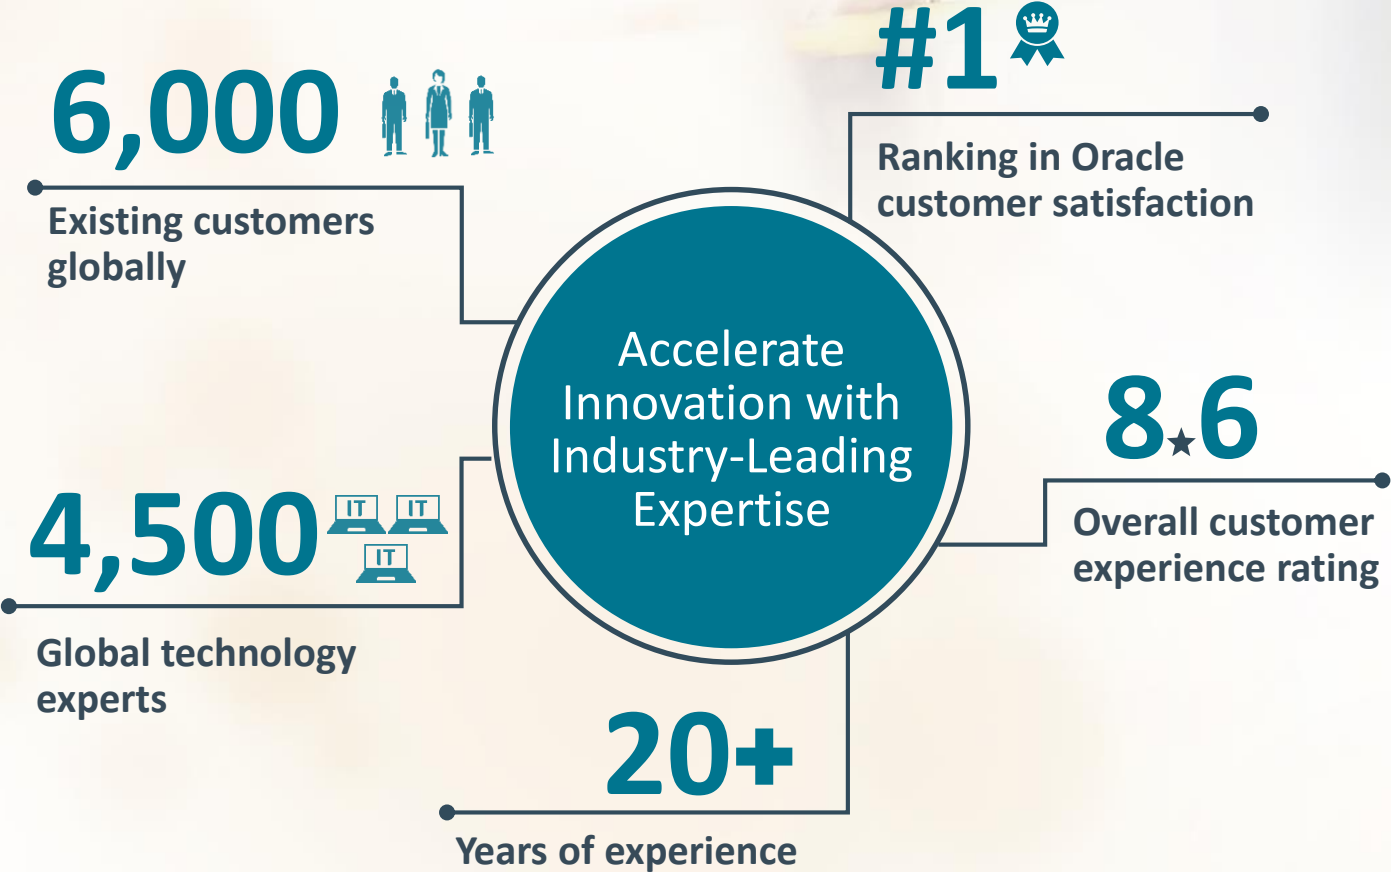 6,000
Existing customers
globally
#1
Ranking in Oracle
customer satisfaction
Accelerate
Innovation with
Industry-Leading
Expertise
8.6
Overall customer
experience rating
4,500
IT IT
IT
Global technology
experts
20+
Years of experience